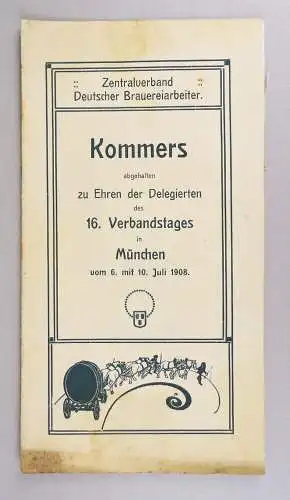 :: Zentralverband ::
Deutscher Brauereiarbeiter.
Kommers
abgehalten
zu Ehren der Delegierten
des
16. Verbandstages
in
München
vom 6. mit 10. Juli 1908.